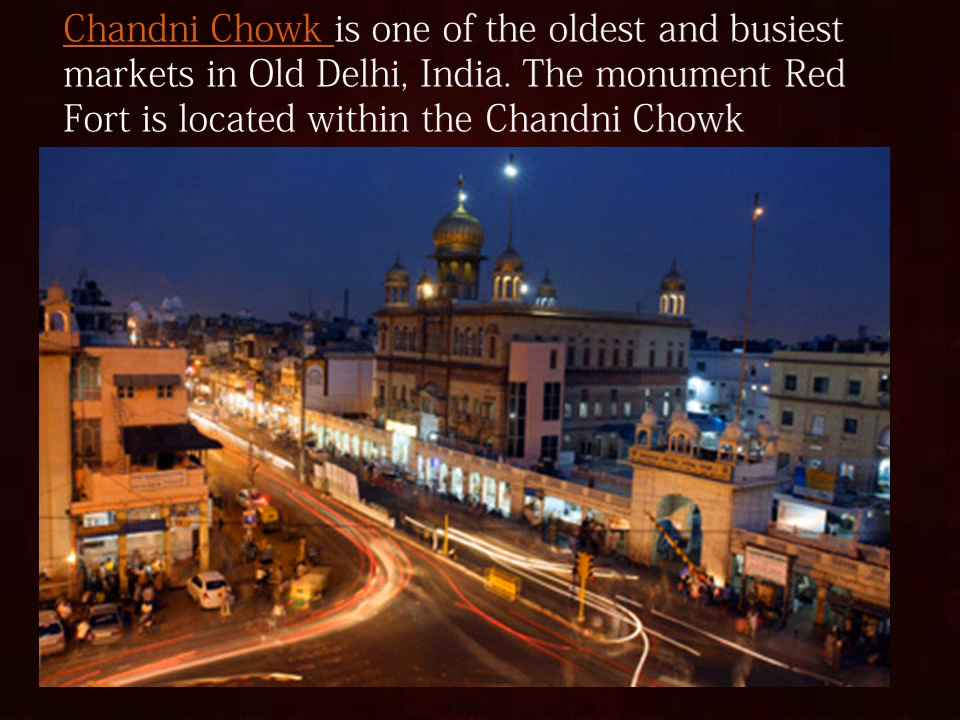 Chandni Chowk is one of the oldest and busiest
markets in Old Delhi, India. The monument Red
Fort is located within the Chandni Chowk